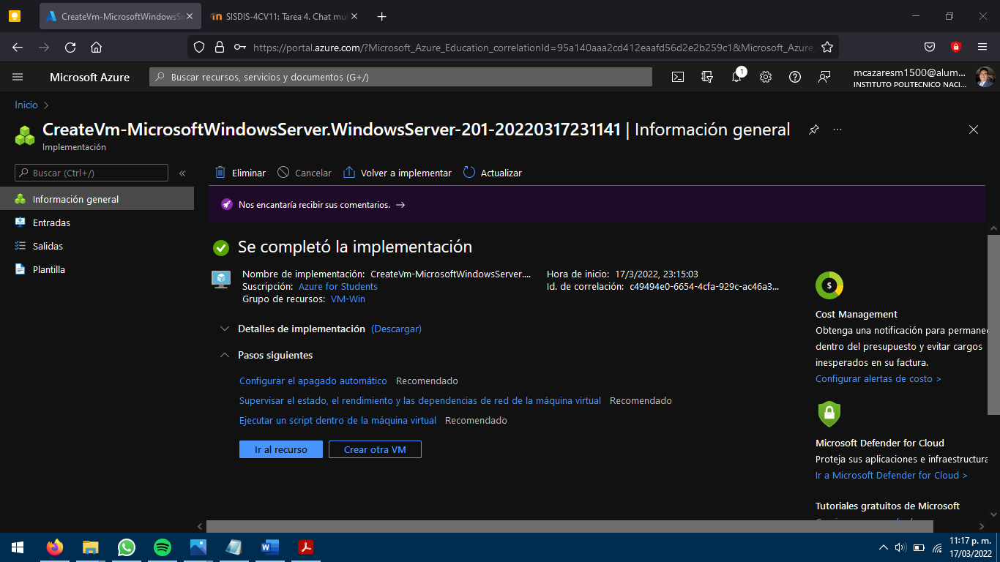 CreateVm-MicrosoftWindowsSe
SISDIS-4CV11: Tarea 4. Chat mul
https://portal.azure.com/?Microsoft_Azure_Education_correlationId=95a140aaa2cd412eaafd56d2e2b259c1&Microsoft_Azure_
Microsoft Azure
Buscar recursos, servicios y documentos (G+/)
1
mcazaresm1500@alum...
INSTITUTO POLITECNICO NACI...
Inicio
CreateVm-MicrosoftWindowsServer.WindowsServer-201-20220317231141 | Información general
Implementación
Buscar (Ctrl+/)
Eliminar
Cancelar
Volver a implementar
Actualizar
Información general
Entradas
Salidas
Plantilla
Nos encantaría recibir sus comentarios. →
Se completó la implementación
Nombre de implementación: CreateVm-MicrosoftWindowsServer....
Suscripción: Azure for Students
Grupo de recursos: VM-Win
Hora de inicio: 17/3/2022, 23:15:03
Id. de correlación: c49494e0-6654-4cfa-929c-ac46a3...
Detalles de implementación (Descargar)
Pasos siguientes
Configurar el apagado automático Recomendado
Supervisar el estado, el rendimiento y las dependencias de red de la máquina virtual Recomendado
Ejecutar un script dentro de la máquina virtual Recomendado
Ir al recurso
Crear otra VM
Cost Management
Obtenga una notificación para permanec
dentro del presupuesto y evitar cargos
inesperados en su factura.
Configurar alertas de costo >
Microsoft Defender for Cloud
Proteja sus aplicaciones e infraestructura
Ir a Microsoft Defender for Cloud >
Tutoriales gratuitos de Microsoft
11:17 p. m.
17/03/2022